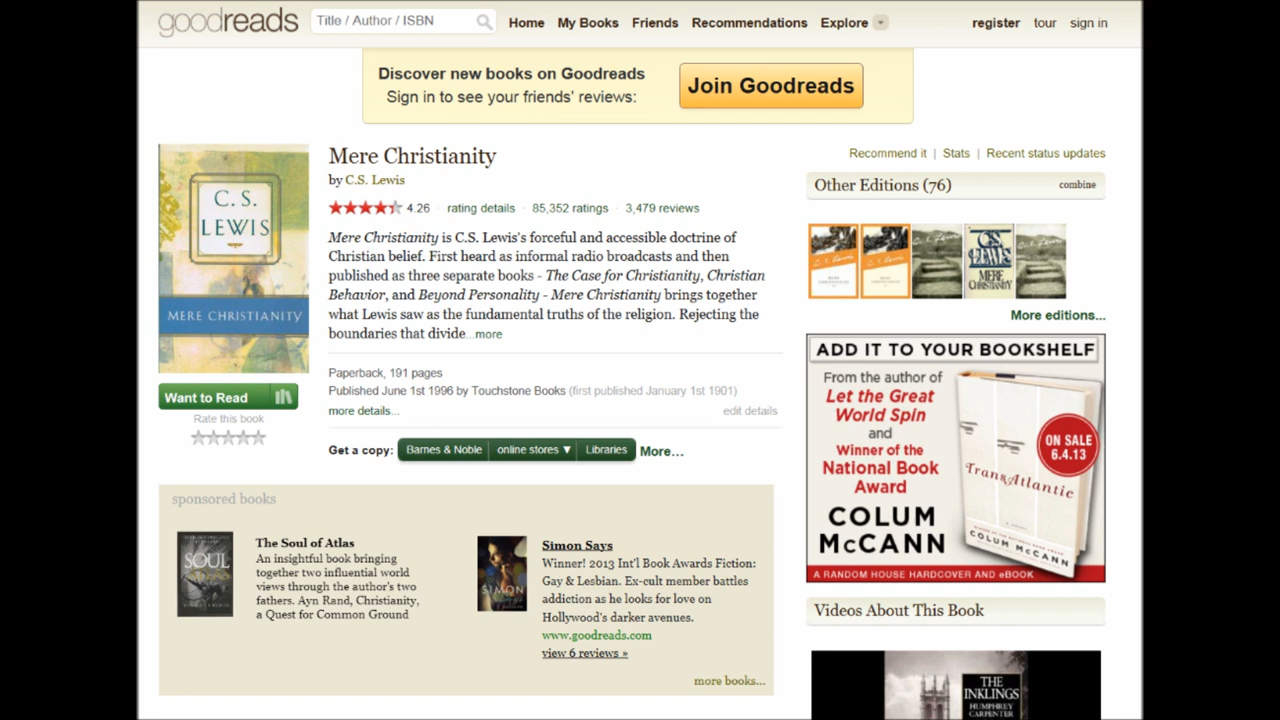 goodreads
Title / Author / ISBN
Home My Books Friends Recommendations Explore
register tour sign in
Discover new books on Goodreads
Sign in to see your friends' reviews:
Join Goodreads
C. S.
LEWIS
MERE CHRISTIANITY
Want to Read
Rate this book
Mere Christianity
by C.S. Lewis
4.26 · rating details · 85,352 ratings · 3,479 reviews
Mere Christianity is C.S. Lewis's forceful and accessible doctrine of
Christian belief. First heard as informal radio broadcasts and then
published as three separate books - The Case for Christianity, Christian
Behavior, and Beyond Personality - Mere Christianity brings together
what Lewis saw as the fundamental truths of the religion. Rejecting the
boundaries that divide...more
Paperback, 191 pages
Published June 1st 1996 by Touchstone Books (first published January 1st 1901)
more details... edit details
Get a copy: Barnes & Noble online stores ▼ Libraries More...
sponsored books
SOUL
The Soul of Atlas
An insightful book bringing
together two influential world
views through the author's two
fathers. Ayn Rand, Christianity,
a Quest for Common Ground
SIMON
Simon Says
Winner! 2013 Int'l Book Awards Fiction:
Gay & Lesbian. Ex-cult member battles
addiction as he looks for love on
Hollywood's darker avenues.
www.goodreads.com
view 6 reviews »
more books...
Recommend it | Stats | Recent status updates
Other Editions (76) combine
C.S.
LEWIS
MERE
CHRISTIANITY
More editions...
ADD IT TO YOUR BOOKSHELF
From the author of
Let the Great
World Spin
and
Winner of the
National Book
Award
COLUM
McCANN
ON SALE
6.4.13
TransAtlantic
COLUM McCANN
A RANDOM HOUSE HARDCOVER AND eBOOK
Videos About This Book
THE
INKLINGS
HUMPHREY
CARPENTER